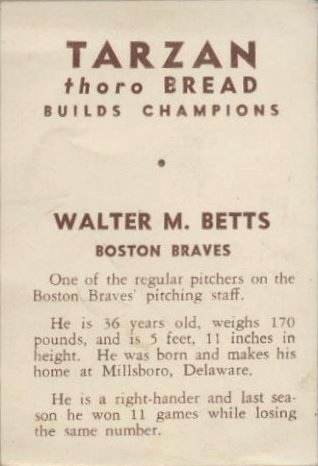 TARZAN
thoro BREAD
BUILDS CHAMPIONS
WALTER M. BETTS
BOSTON BRAVES
One of the regular pitchers on the
Boston Braves' pitching staff.
He is 36 years old, weighs 170
pounds, and is 5 feet, 11 inches in
height. He was born and makes his
home at Millsboro, Delaware.
He is a right-hander and last sea-
son he won 11 games while losing
the same number.